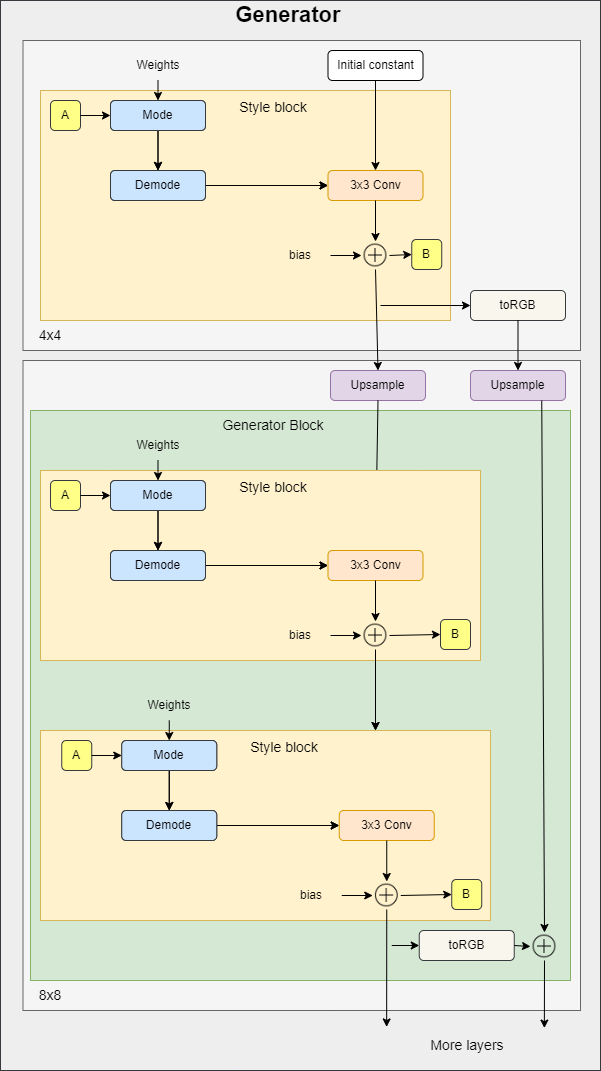 Generator
Weights
Initial constant
Style block
A
Mode
Demode
3x3 Conv
bias
B
toRGB
4x4
Upsample
Upsample
Generator Block
Weights
Style block
A
Mode
Demode
3x3 Conv
bias
B
Weights
Style block
A
Mode
Demode
3x3 Conv
bias
B
toRGB
8x8
More layers